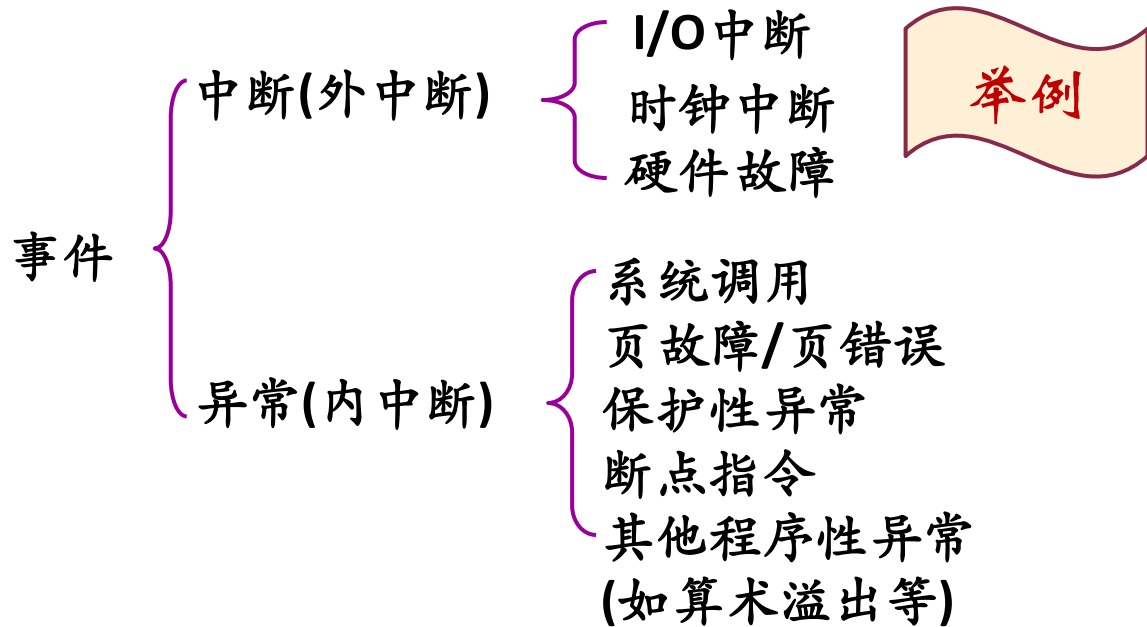 I/O中断
举例
中断(外中断)
时钟中断
硬件故障
事件
系统调用
页故障/页错误
异常(内中断)
保护性异常
断点指令
其他程序性异常
(如算术溢出等)